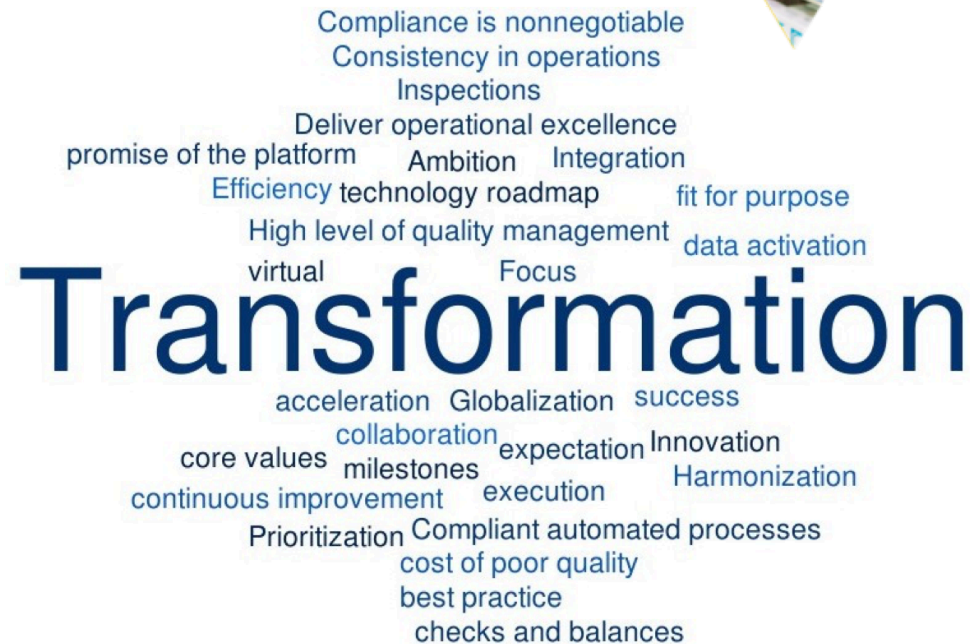 Compliance is nonnegotiable
Consistency in operations
Inspections
Deliver operational excellence
promise of the platform Ambition Integration
Efficiency technology roadmap fit for purpose
High level of quality management data activation
virtual Focus
Transformation
acceleration Globalization success
collaboration expectation Innovation
core values milestones Harmonization
continuous improvement execution
Prioritization Compliant automated processes
cost of poor quality
best practice
checks and balances